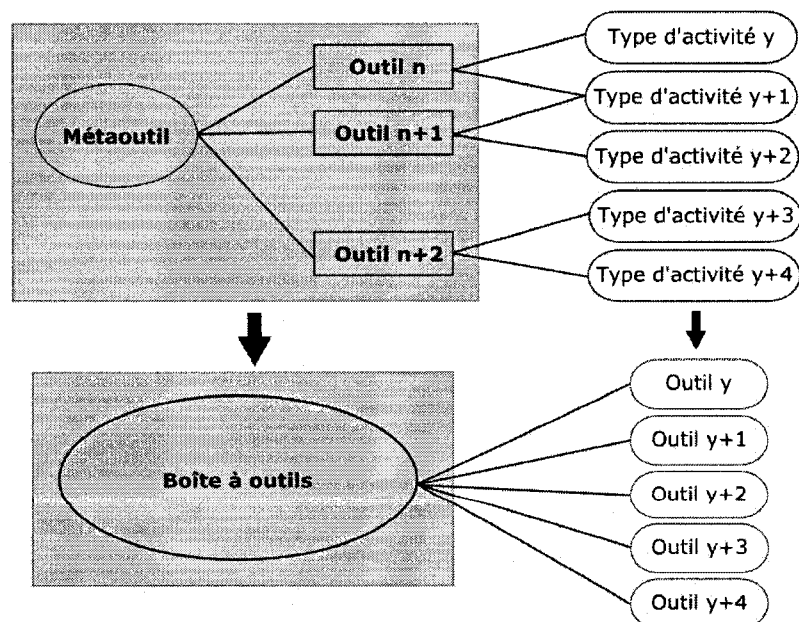 Métaoutil
Outil n
Outil n+1
Outil n+2
Type d'activité y
Type d'activité y+1
Type d'activité y+2
Type d'activité y+3
Type d'activité y+4
Boîte à outils
Outil y
Outil y+1
Outil y+2
Outil y+3
Outil y+4